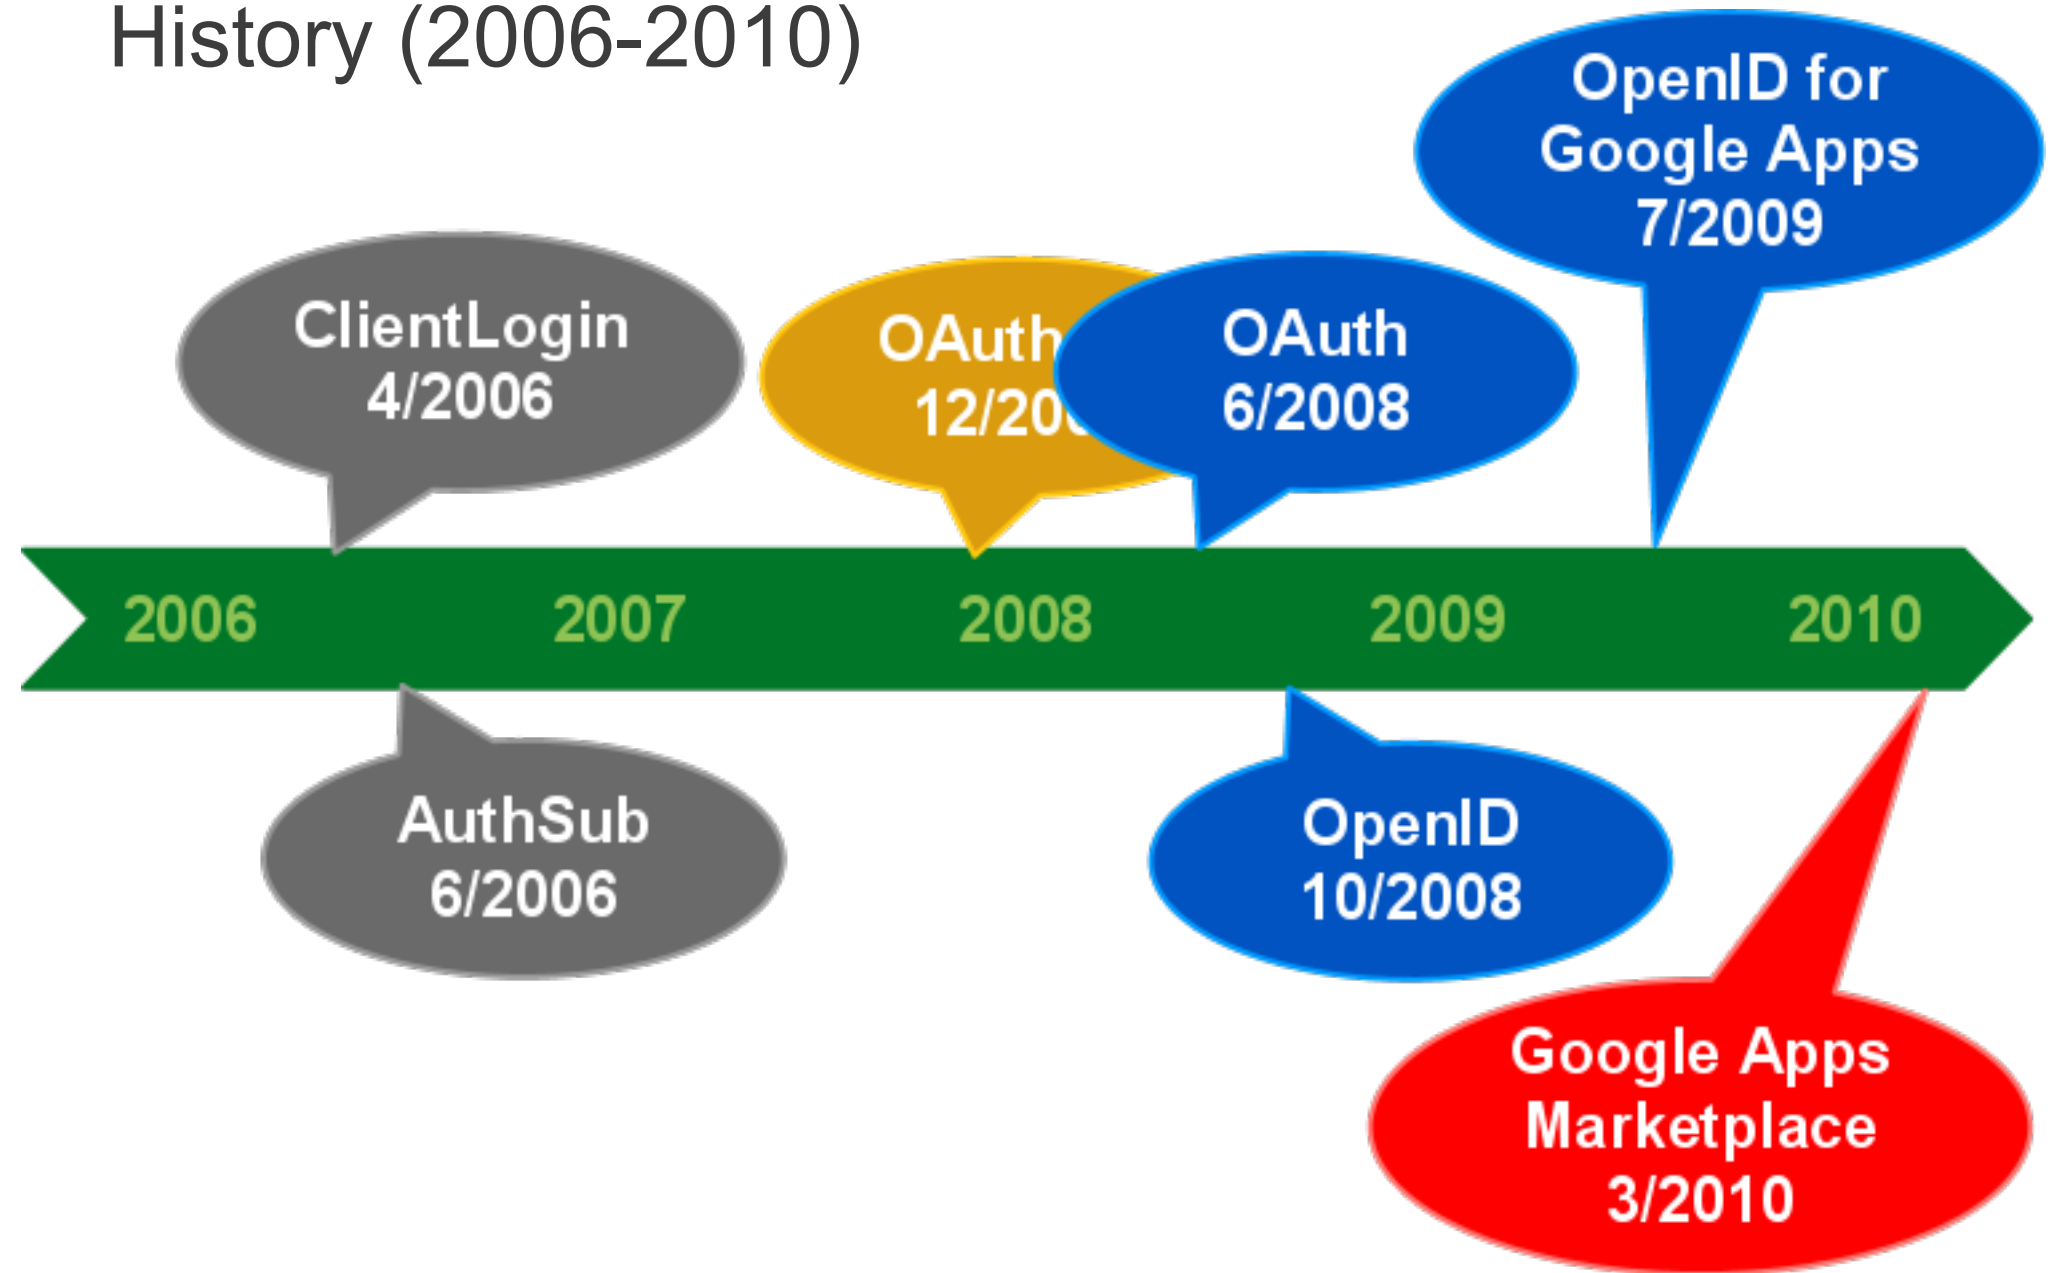 History (2006-2010)
OpenID for
Google Apps
7/2009
ClientLogin
4/2006
OAuth
OAuth
6/2008
2006
2007
2008
2009
2010
AuthSub
6/2006
OpenID
10/2008
Google Apps
Marketplace
3/2010